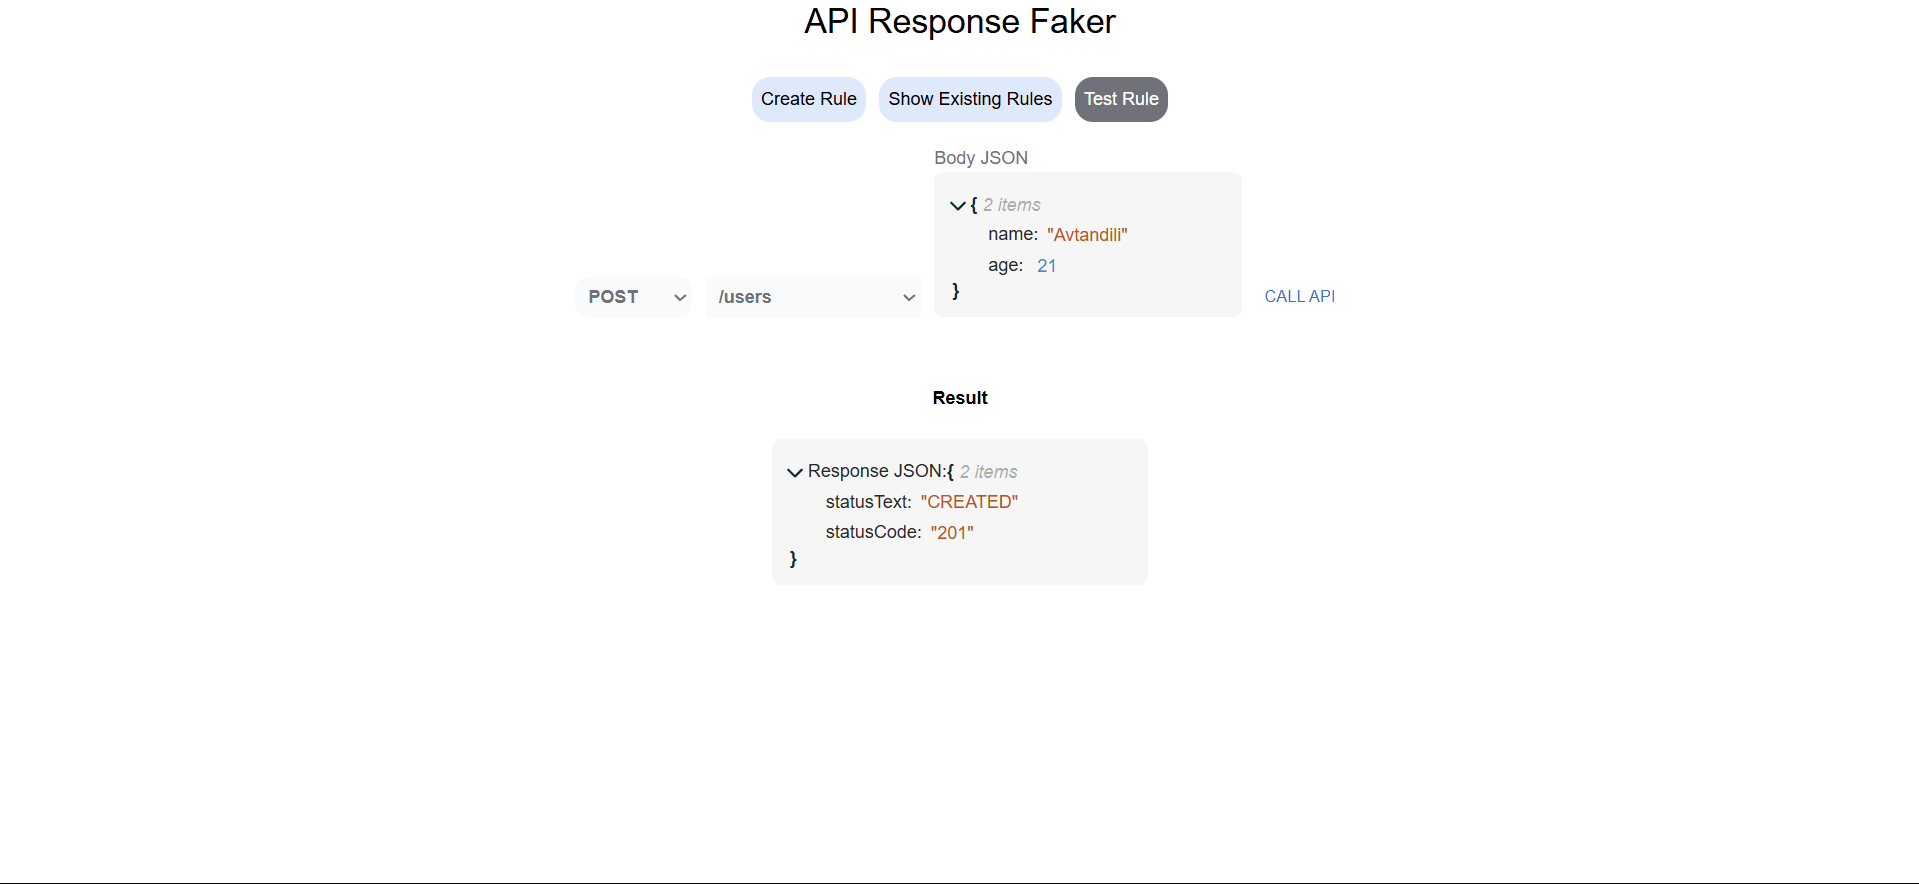 API Response Faker
Create Rule Show Existing Rules Test Rule
Body JSON
{ 2 items
name: "Avtandili"
age: 21
}
POST /users CALL API
Result
Response JSON:{ 2 items
statusText: "CREATED"
statusCode: "201"
}